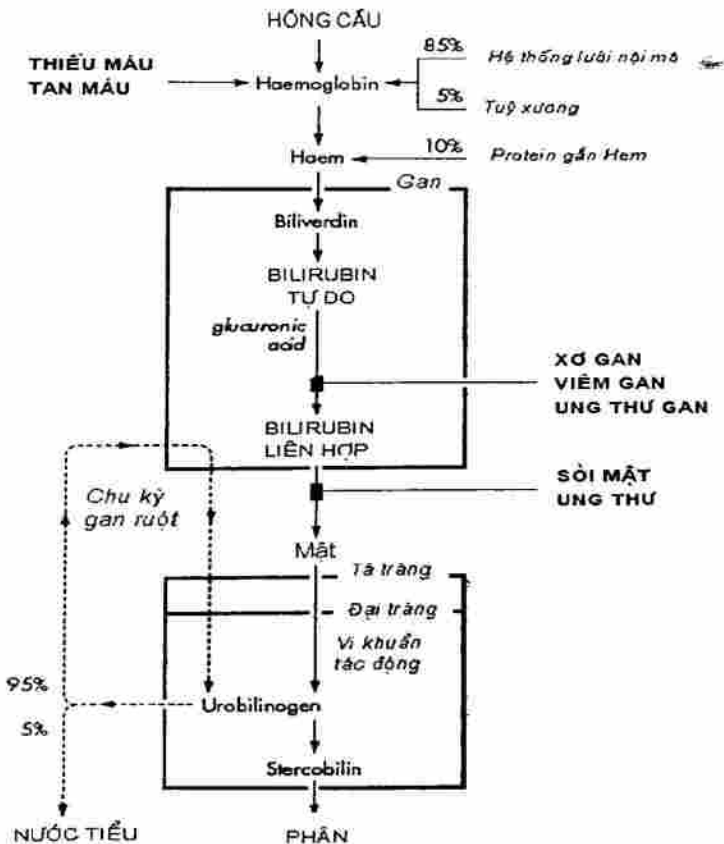 HỒNG CẦU
85%
Hệ thống lưới nội mô
THIẾU MÁU
TAN MÁU
Haemoglobin
5%
Tuỷ xương
Haem
10%
Protein gắn Hem
Gan
Biliverdin
BILIRUBIN
TỰ DO
glucuronic
acid
XƠ GAN
VIÊM GAN
UNG THƯ GAN
BILIRUBIN
LIÊN HỢP
SỎI MẬT
UNG THƯ
Chu kỳ
gan ruột
Mật
Tá tràng
Đại tràng
Vi khuẩn
tác động
95%
Urobilinogen
5%
Stercobilin
NƯỚC TIỂU
PHÂN